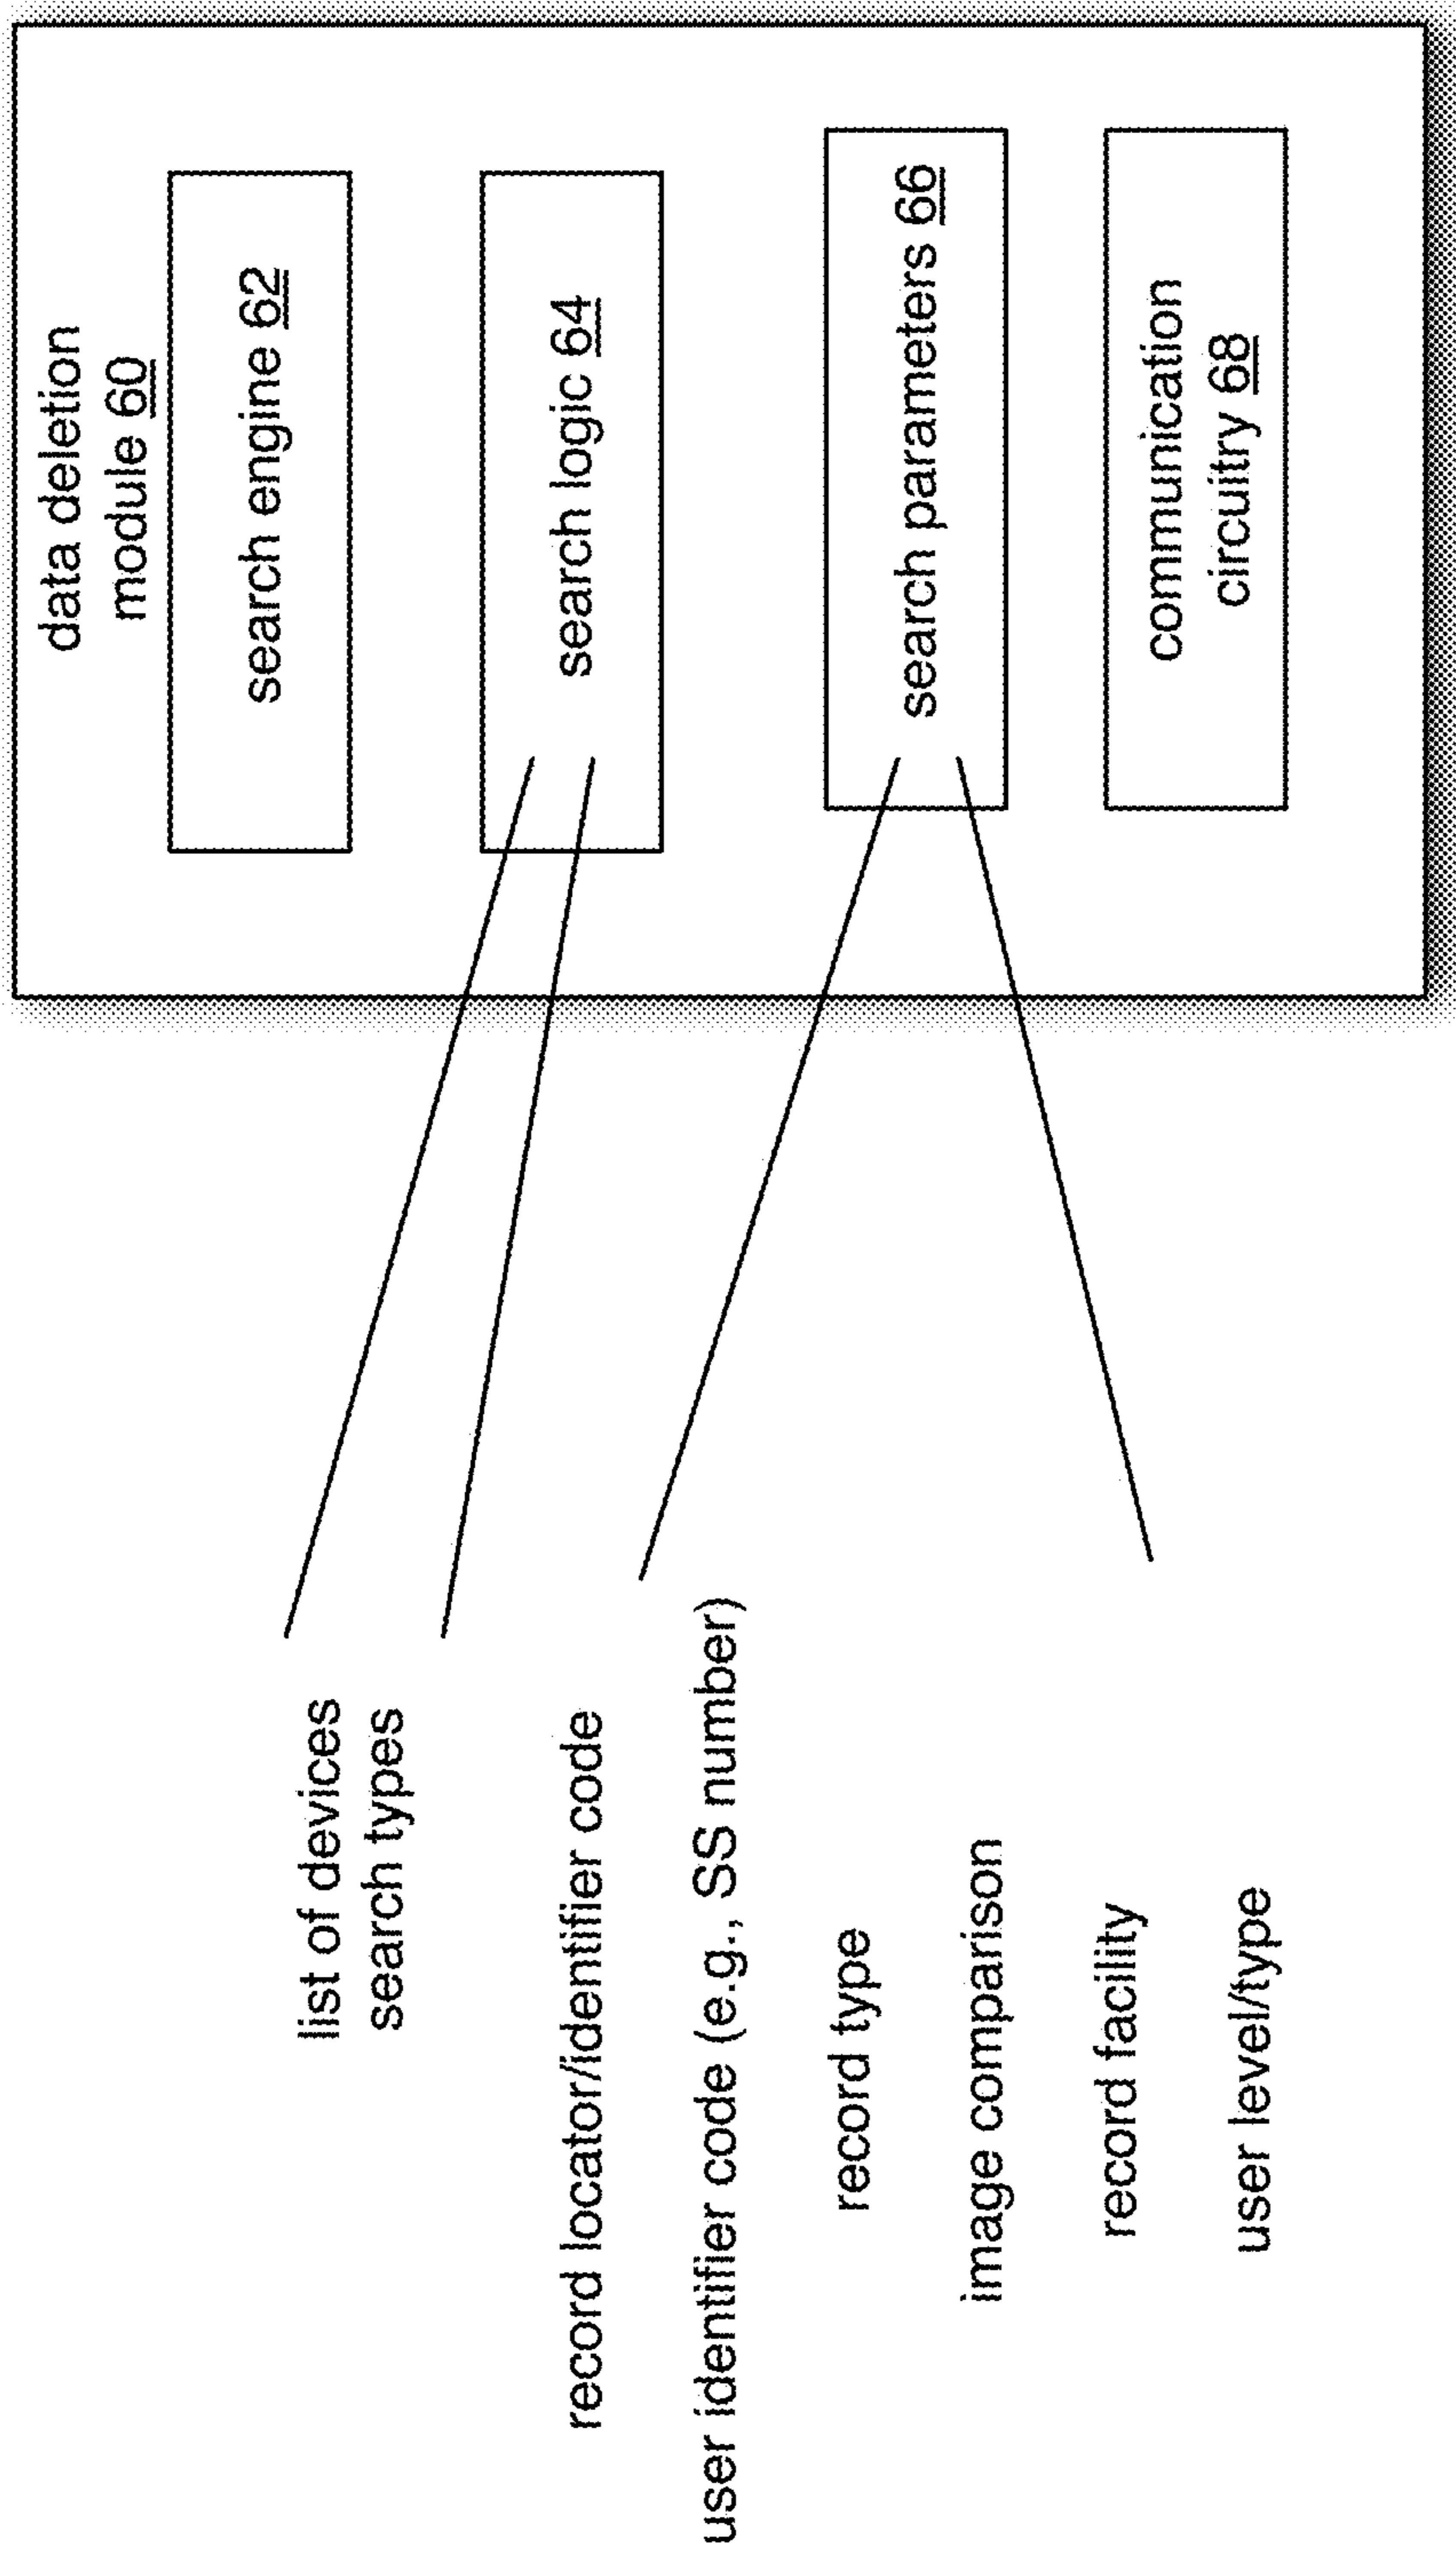 data deletion
module 60
search engine 62
search logic 64
search parameters 66
communication
circuitry 68
list of devices
search types
record locator/identifier code
user identifier code (e.g., SS number)
record type
image comparison
record facility
user level/type